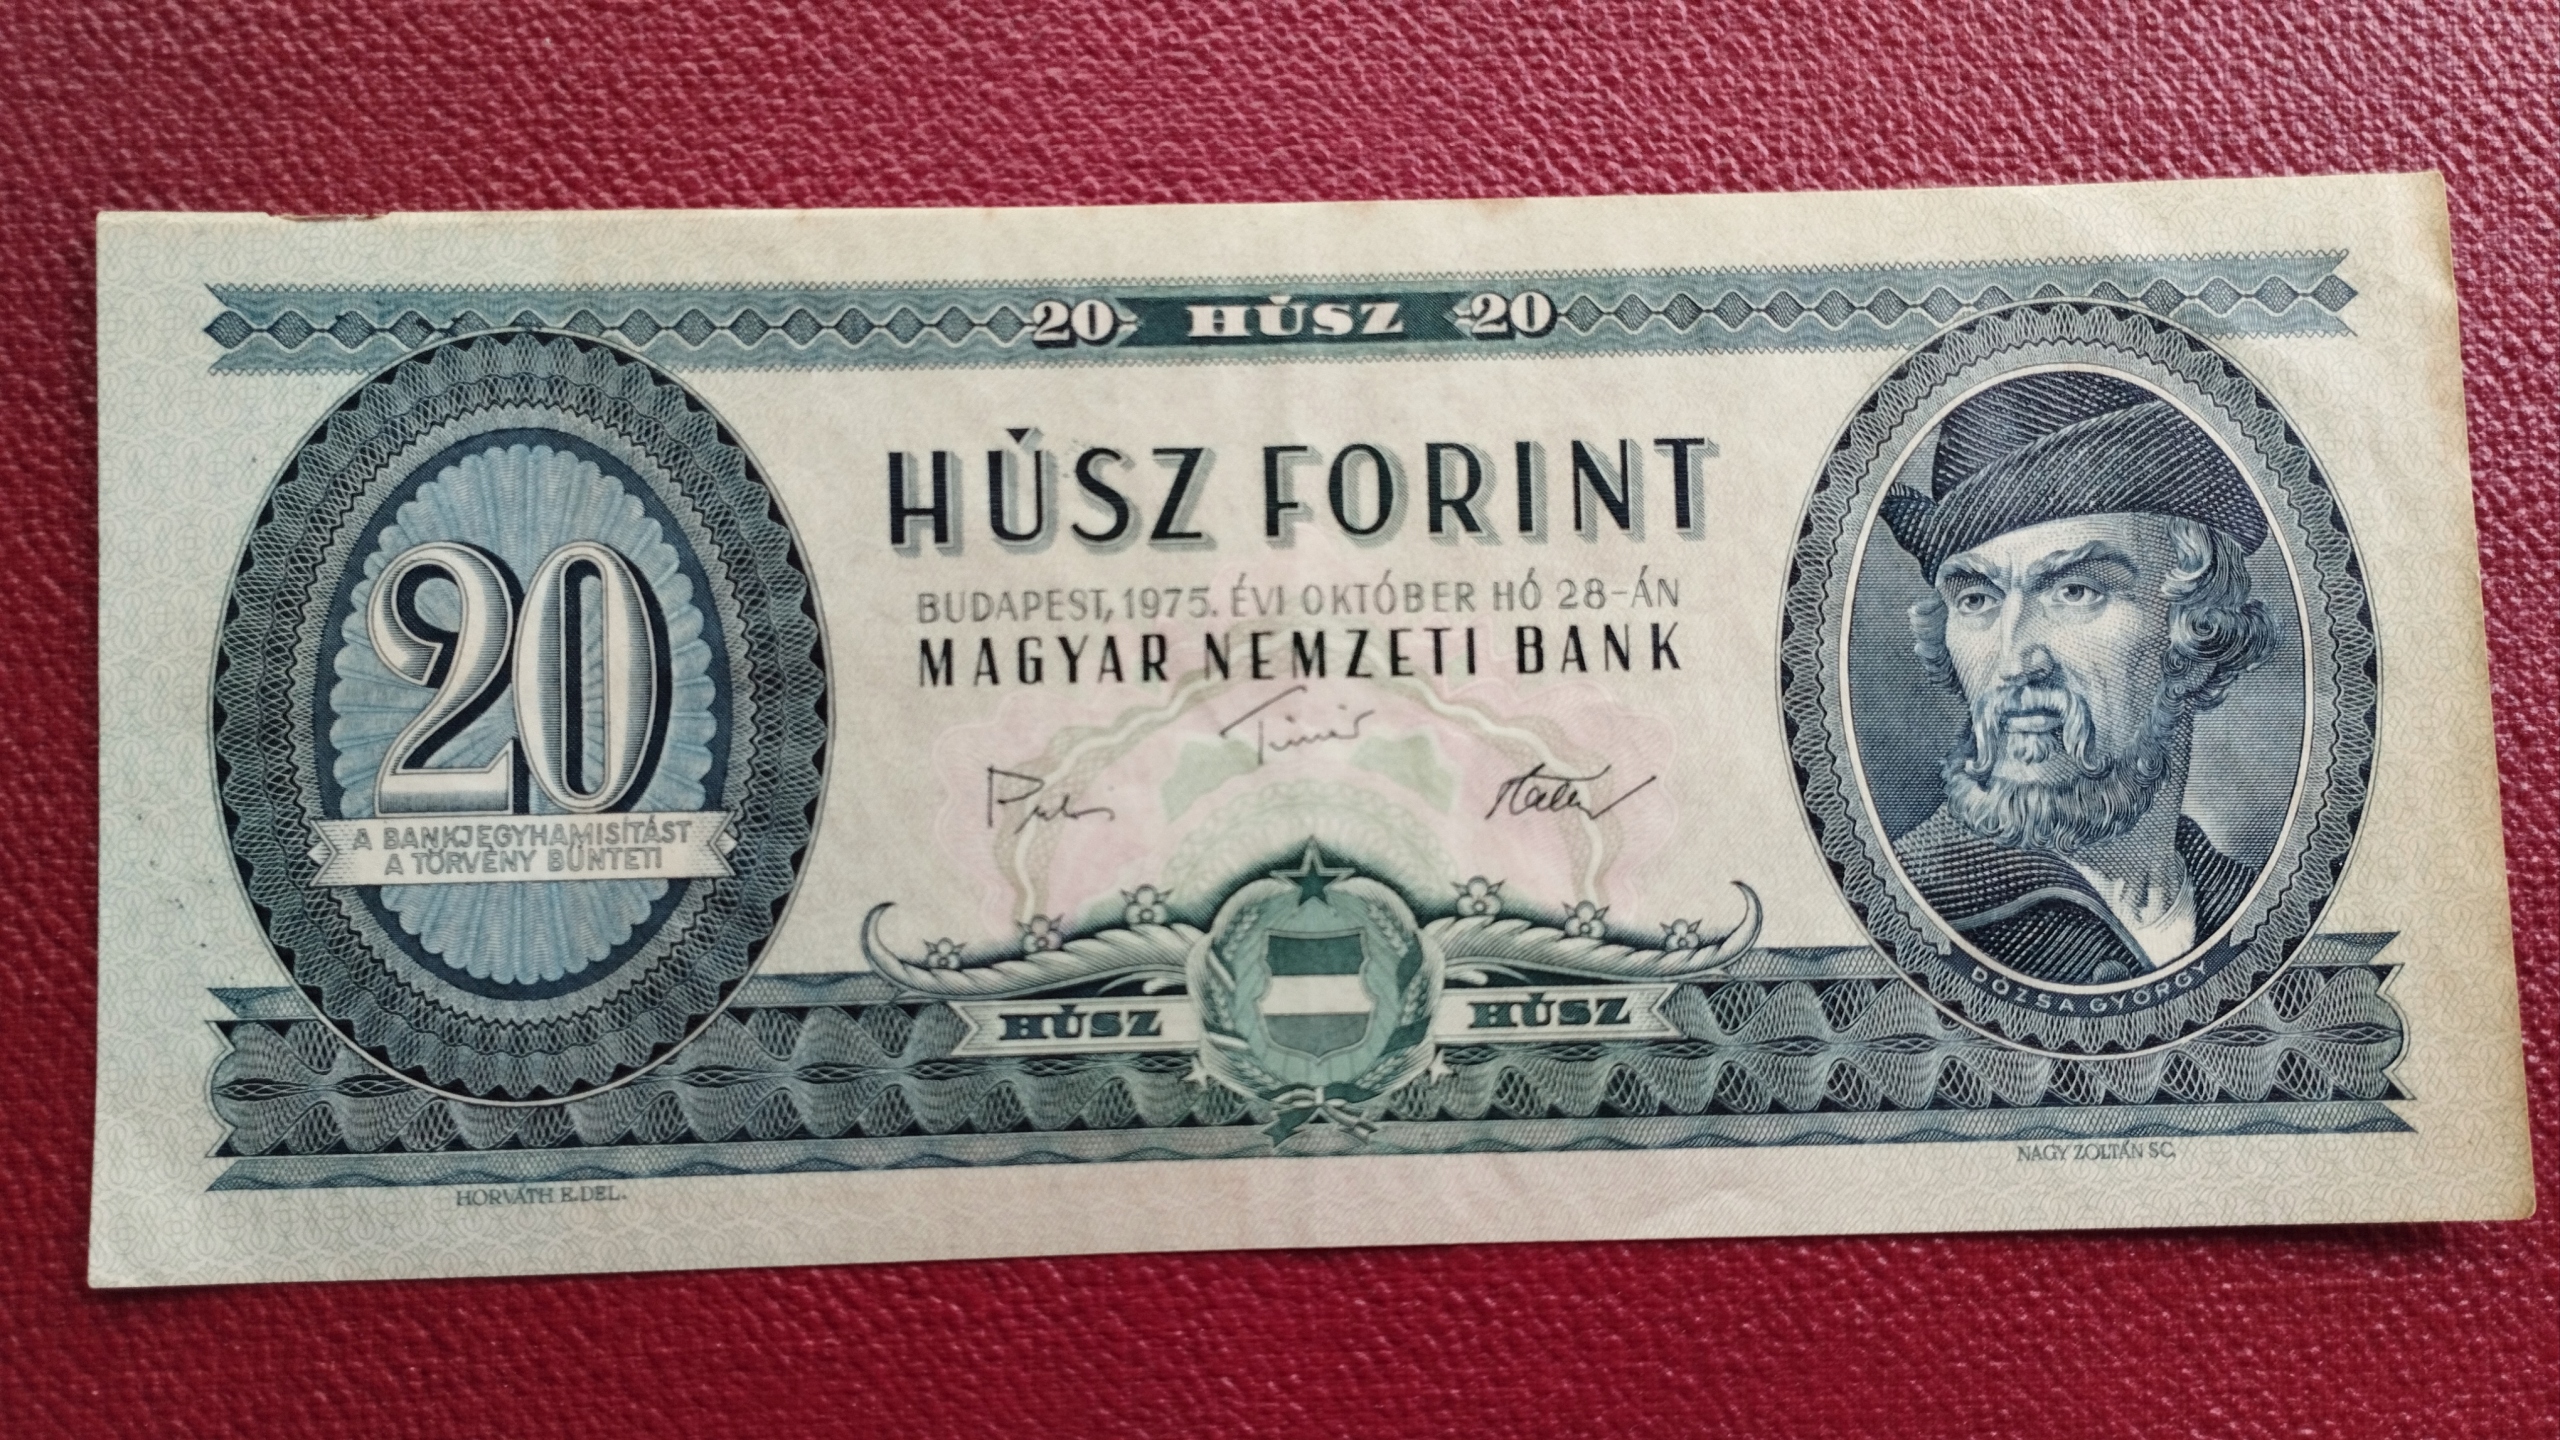 20 HÚSZ 20
HÚSZ FORINT
BUDAPEST, 1975. ÉVI OKTÓBER HÓ 28-ÁN
MAGYAR NEMZETI BANK
20
A BANKJEGYHAMISÍTÁST
A TÖRVÉNY BÜNTETI
HÚSZ HÚSZ
DÓZSA GYÖRGY
HORVÁTH E. DEL.
NAGY ZOLTÁN SC.